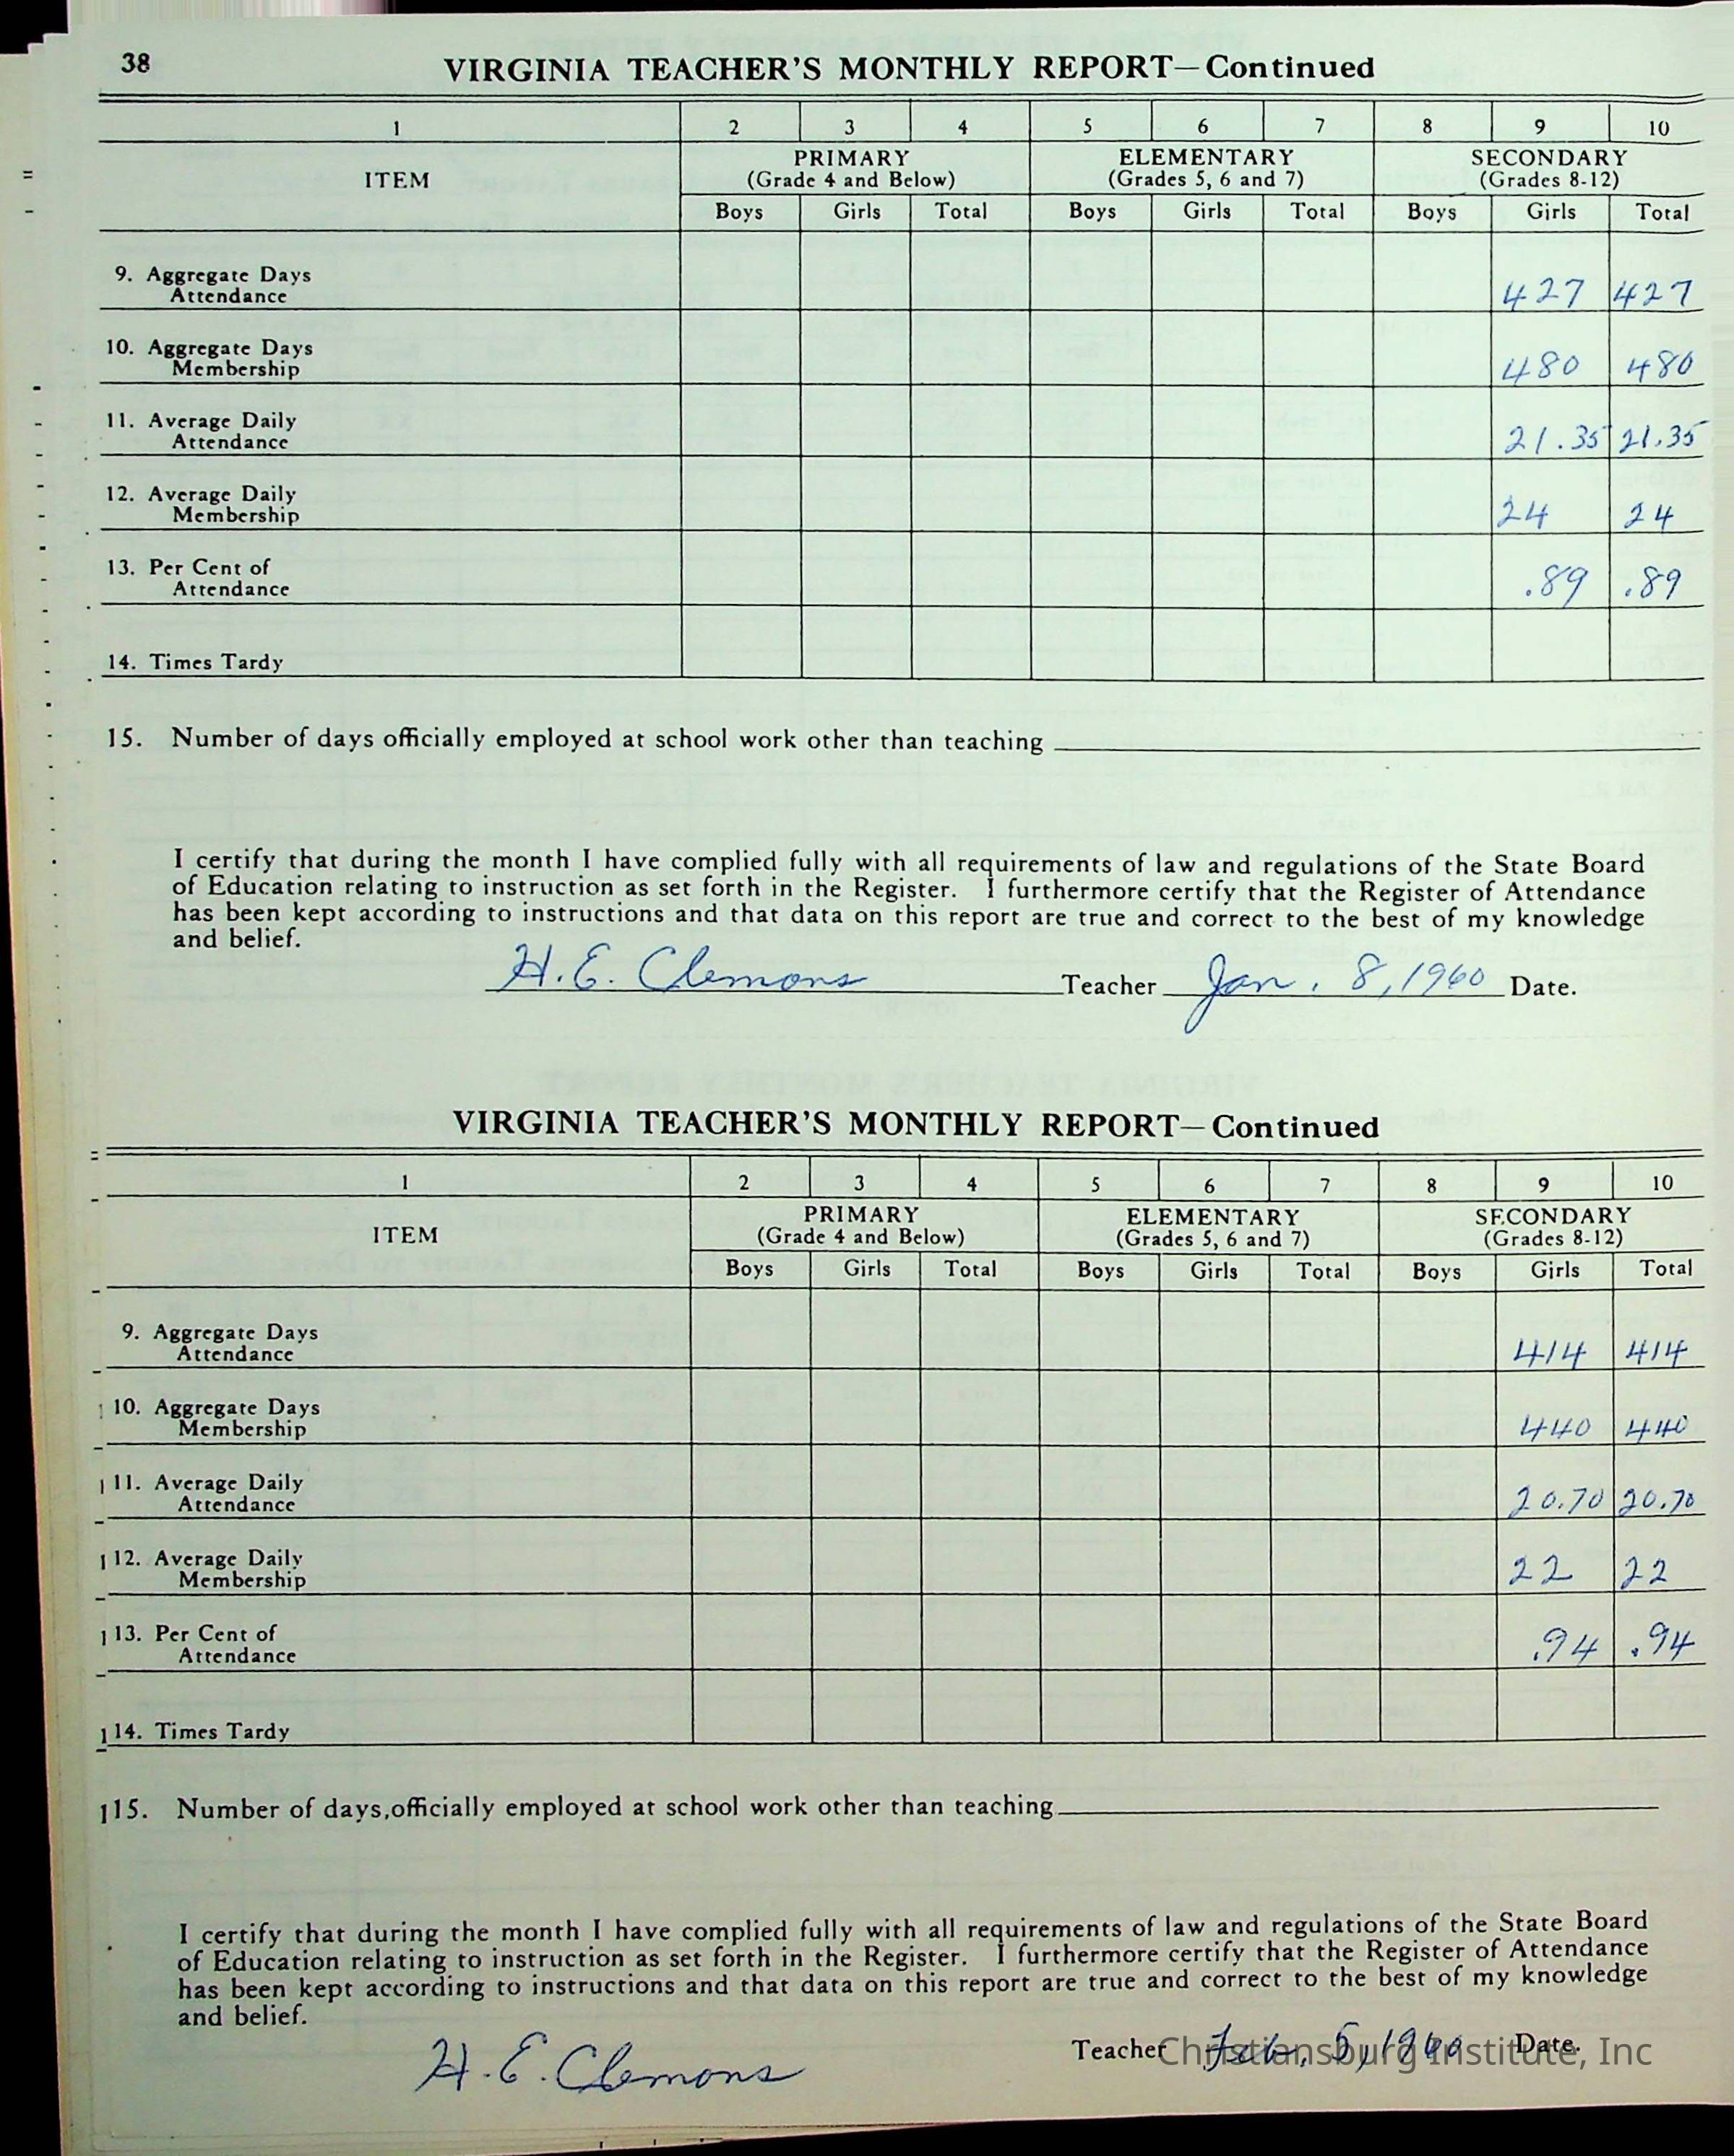 38
VIRGINIA TEACHER'S MONTHLY REPORT—Continued
1 2 3 4 5 6 7 8 9 10
ITEM PRIMARY (Grade 4 and Below) ELEMENTARY (Grades 5, 6 and 7) SECONDARY (Grades 8-12)
Boys Girls Total Boys Girls Total Boys Girls Total
9. Aggregate Days
Attendance 427 427
10. Aggregate Days
Membership 480 480
11. Average Daily
Attendance 21.35 21.35
12. Average Daily
Membership 24 24
13. Per Cent of
Attendance .89 .89
14. Times Tardy
15. Number of days officially employed at school work other than teaching
I certify that during the month I have complied fully with all requirements of law and regulations of the State Board
of Education relating to instruction as set forth in the Register. I furthermore certify that the Register of Attendance
has been kept according to instructions and that data on this report are true and correct to the best of my knowledge
and belief.
H. E. Clemons Teacher Jan. 8, 1960 Date.
VIRGINIA TEACHER'S MONTHLY REPORT—Continued
1 2 3 4 5 6 7 8 9 10
ITEM PRIMARY (Grade 4 and Below) ELEMENTARY (Grades 5, 6 and 7) SECONDARY (Grades 8-12)
Boys Girls Total Boys Girls Total Boys Girls Total
9. Aggregate Days
Attendance 414 414
10. Aggregate Days
Membership 440 440
11. Average Daily
Attendance 20.70 20.70
12. Average Daily
Membership 22 22
13. Per Cent of
Attendance .94 .94
14. Times Tardy
15. Number of days officially employed at school work other than teaching
I certify that during the month I have complied fully with all requirements of law and regulations of the State Board
of Education relating to instruction as set forth in the Register. I furthermore certify that the Register of Attendance
has been kept according to instructions and that data on this report are true and correct to the best of my knowledge
and belief.
H. E. Clemons Teacher Feb. 5, 1960 Date.
Christiansburg Institute, Inc